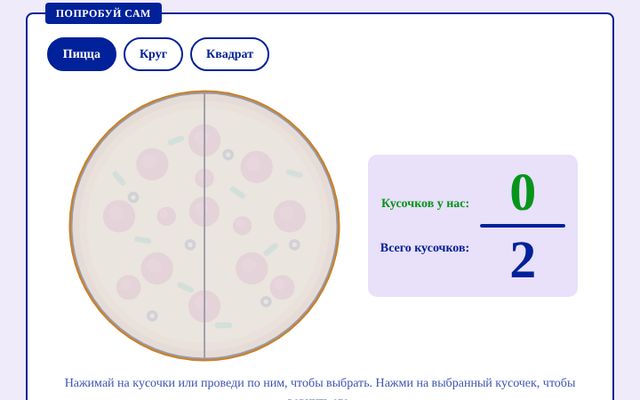 ПОПРОБУЙ САМ
Пицца
Круг
Квадрат
Кусочков у нас:
0
Всего кусочков:
2
Нажимай на кусочки или проведи по ним, чтобы выбрать. Нажми на выбранный кусочек, чтобы